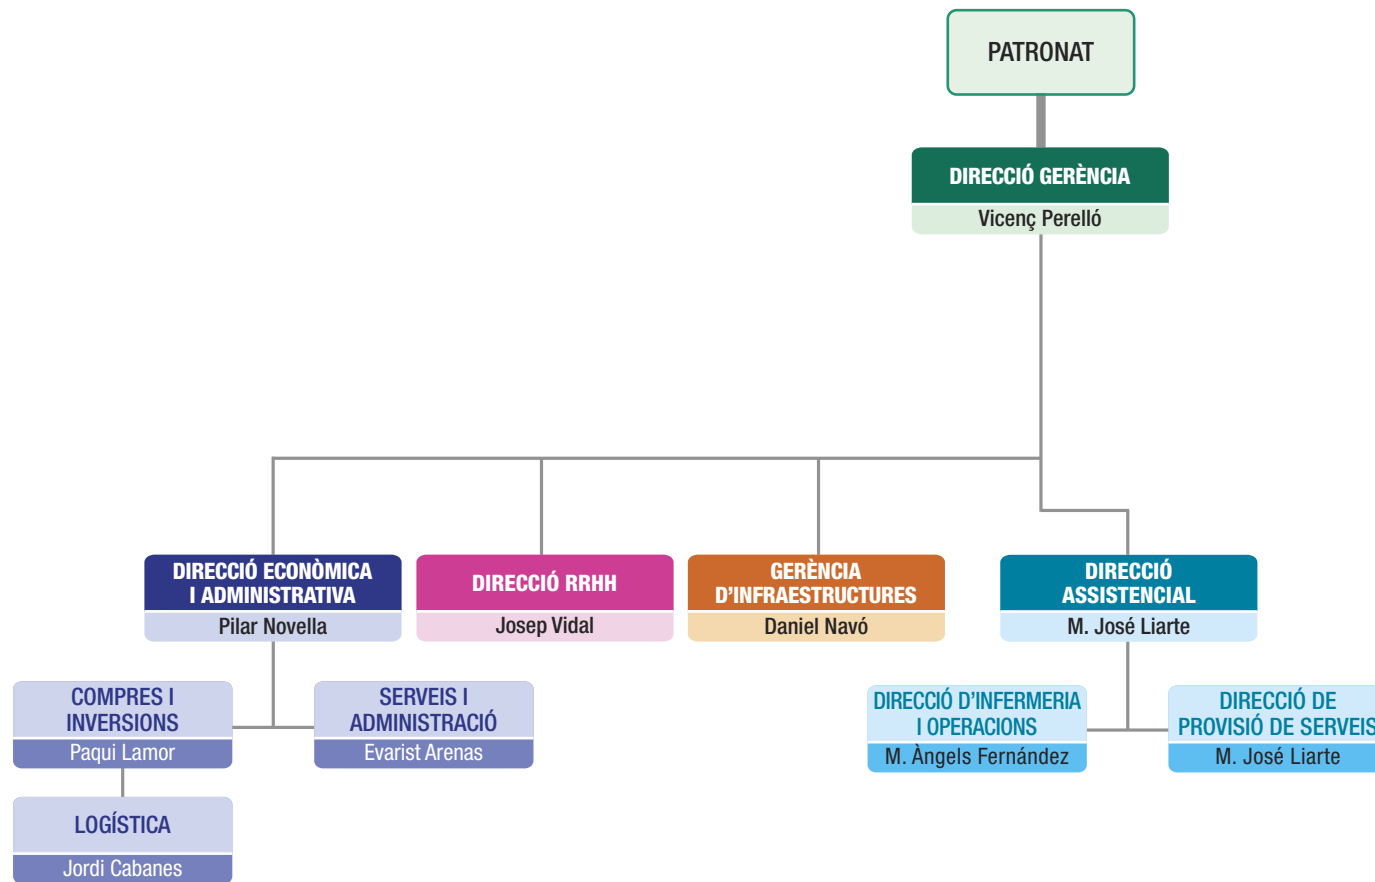 PATRONAT
DIRECCIÓ GERÈNCIA
Vicenç Perelló
DIRECCIÓ ECONÒMICA
I ADMINISTRATIVA
Pilar Novella
DIRECCIÓ RRHH
Josep Vidal
GERÈNCIA
D’INFRAESTRUCTURES
Daniel Navó
DIRECCIÓ
ASSISTENCIAL
M. José Liarte
COMPRES I
INVERSIONS
Paqui Lamor
SERVEIS I
ADMINISTRACIÓ
Evarist Arenas
DIRECCIÓ D’INFERMERIA
I OPERACIONS
M. Àngels Fernández
DIRECCIÓ DE
PROVISIÓ DE SERVEIS
M. José Liarte
LOGÍSTICA
Jordi Cabanes